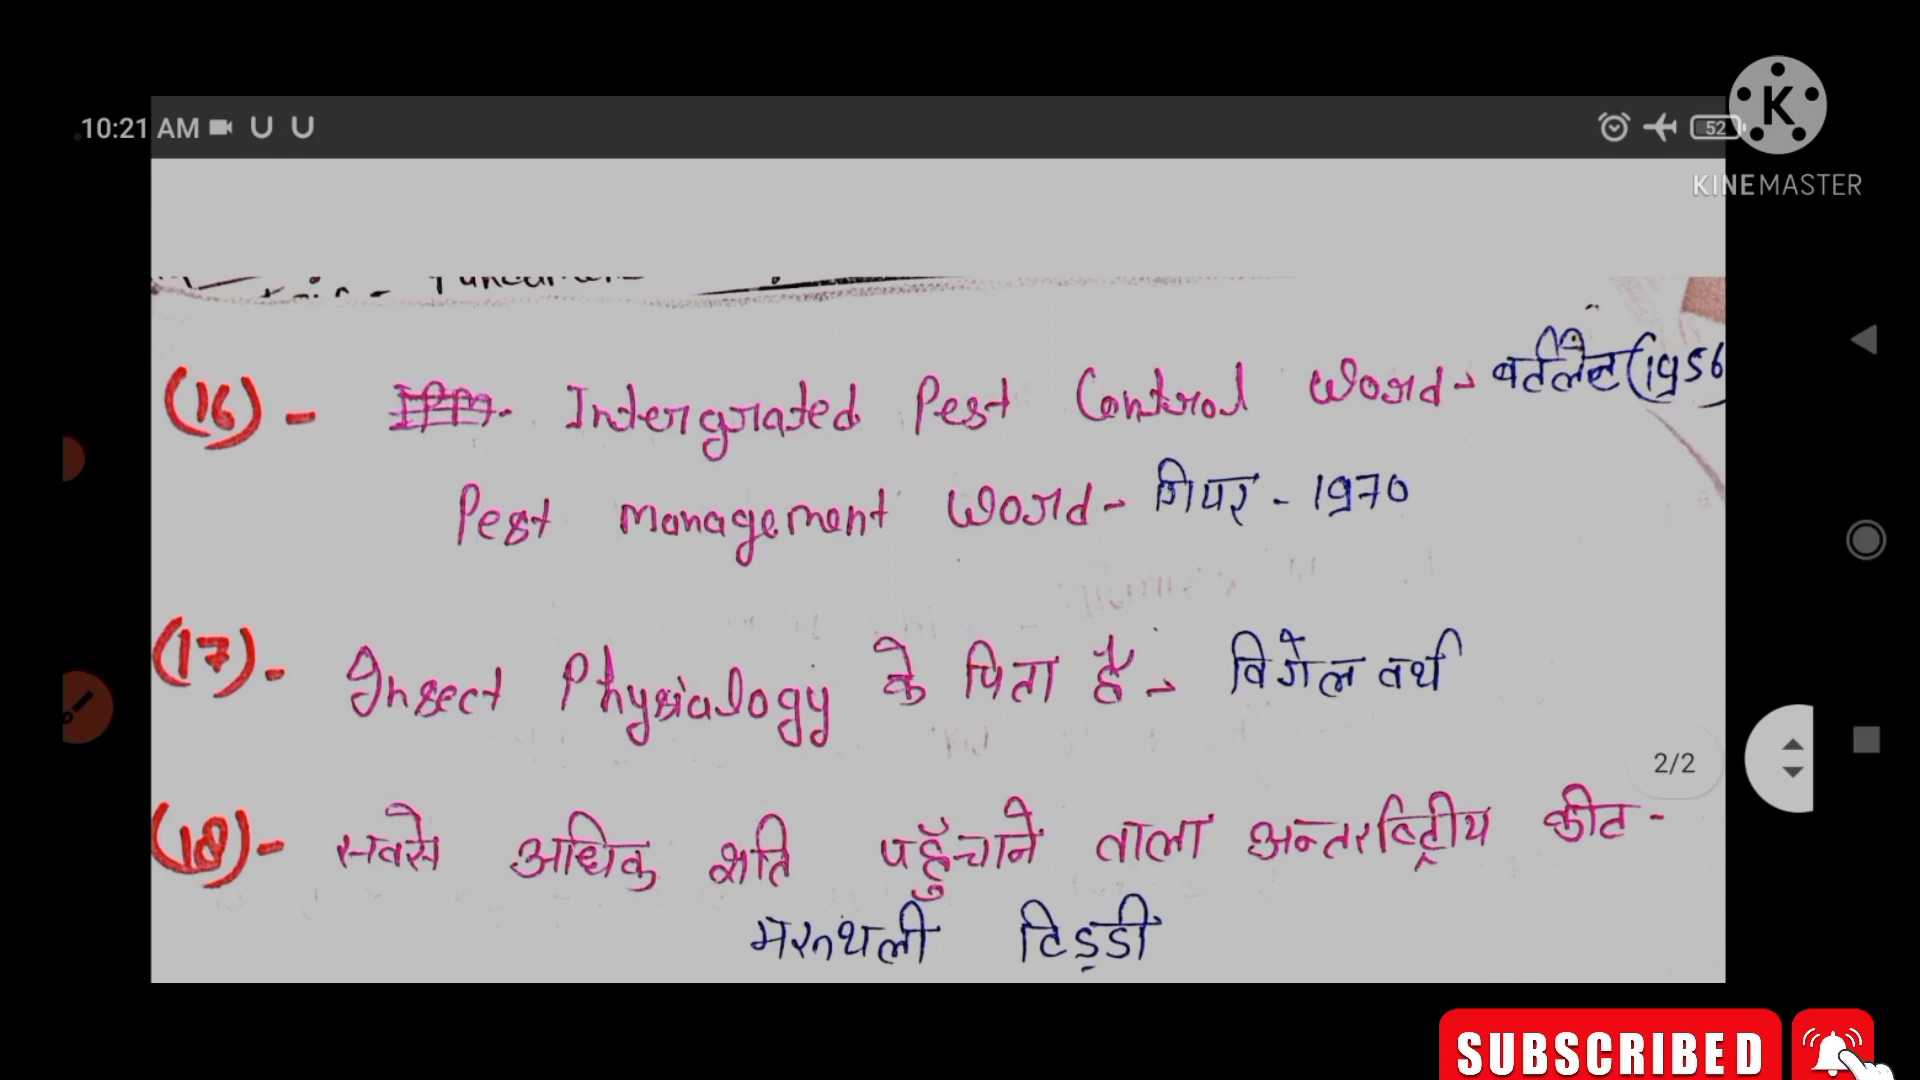 10:21 AM
52
K
KINEMASTER
(16) - Intergrated Pest Control Word - बर्टलेट (1956
Pest management Word - गियर - 1970
(17) - Insect Physialogy के पिता है - विगेल वर्थ
2/2
(18) - सबसे अधिक क्षति पहुँचाने वाला अन्तराष्ट्रीय कीट -
मरुस्थली टिड्डी
SUBSCRIBED